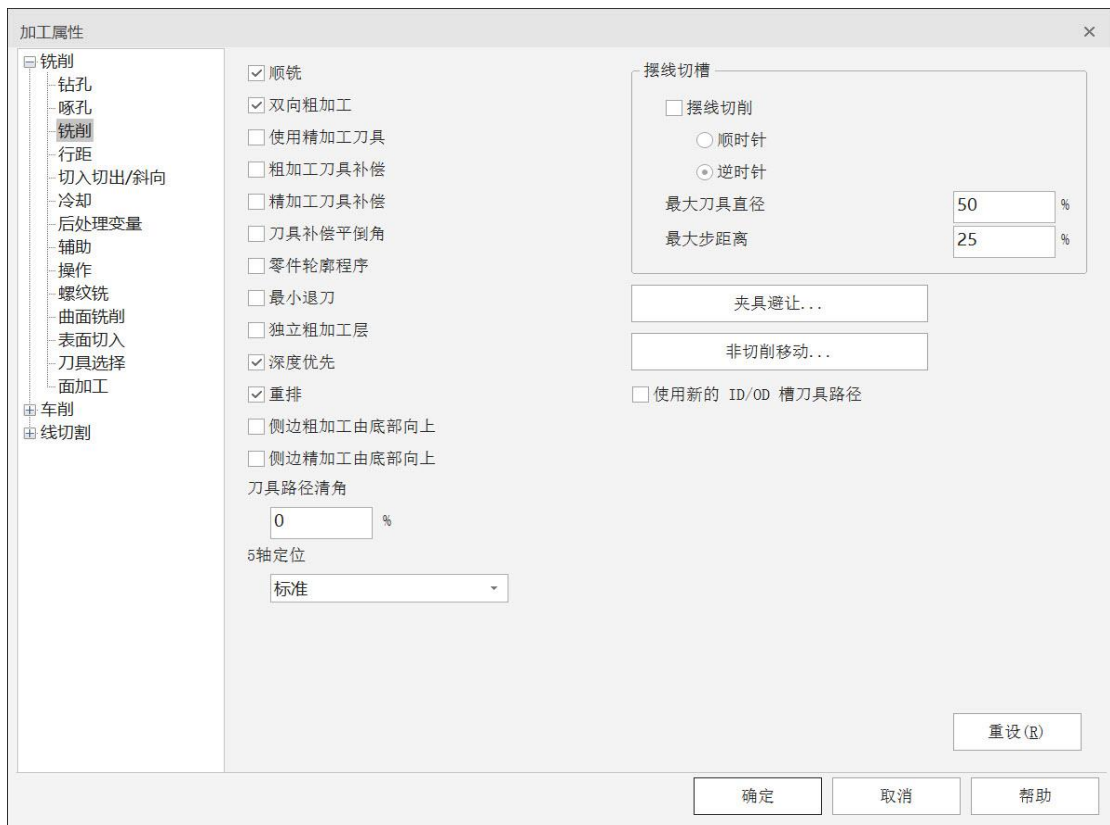 加工属性
铣削
钻孔
啄孔
铣削
行距
切入切出/斜向
冷却
后处理变量
辅助
操作
螺纹铣
曲面铣削
表面切入
刀具选择
面加工
车削
线切割
顺铣
双向粗加工
使用精加工刀具
粗加工刀具补偿
精加工刀具补偿
刀具补偿平倒角
零件轮廓程序
最小退刀
独立粗加工层
深度优先
重排
侧边粗加工由底部向上
侧边精加工由底部向上
刀具路径清角
0 %
5轴定位
标准
摆线切槽
摆线切削
顺时针
逆时针
最大刀具直径 50 %
最大步距离 25 %
夹具避让...
非切削移动...
使用新的 ID/OD 槽刀具路径
重设(R)
确定 取消 帮助